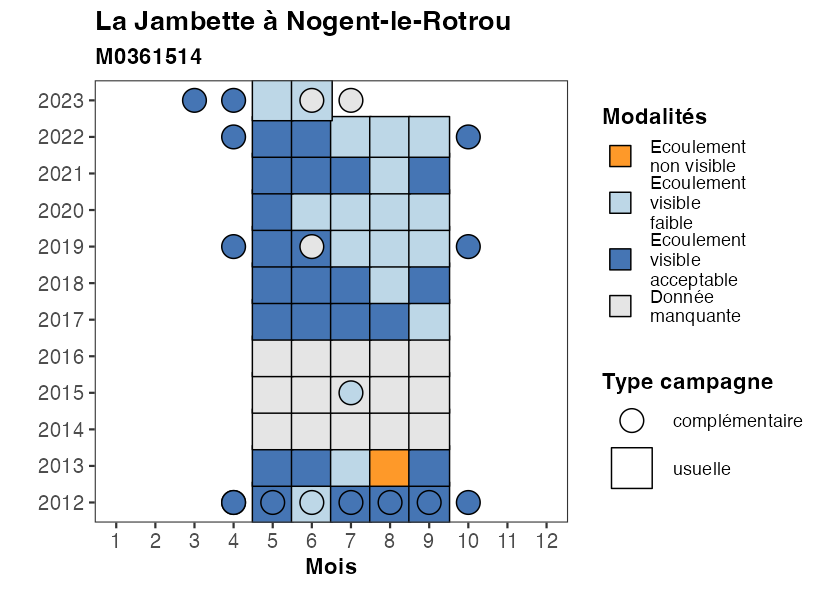 La Jambette à Nogent-le-Rotrou
M0361514
2023
2022
2021
2020
2019
2018
2017
2016
2015
2014
2013
2012
1 2 3 4 5 6 7 8 9 10 11 12
Mois
Modalités
Ecoulement
non visible
Ecoulement
visible
faible
Ecoulement
visible
acceptable
Donnée
manquante
Type campagne
complémentaire
usuelle